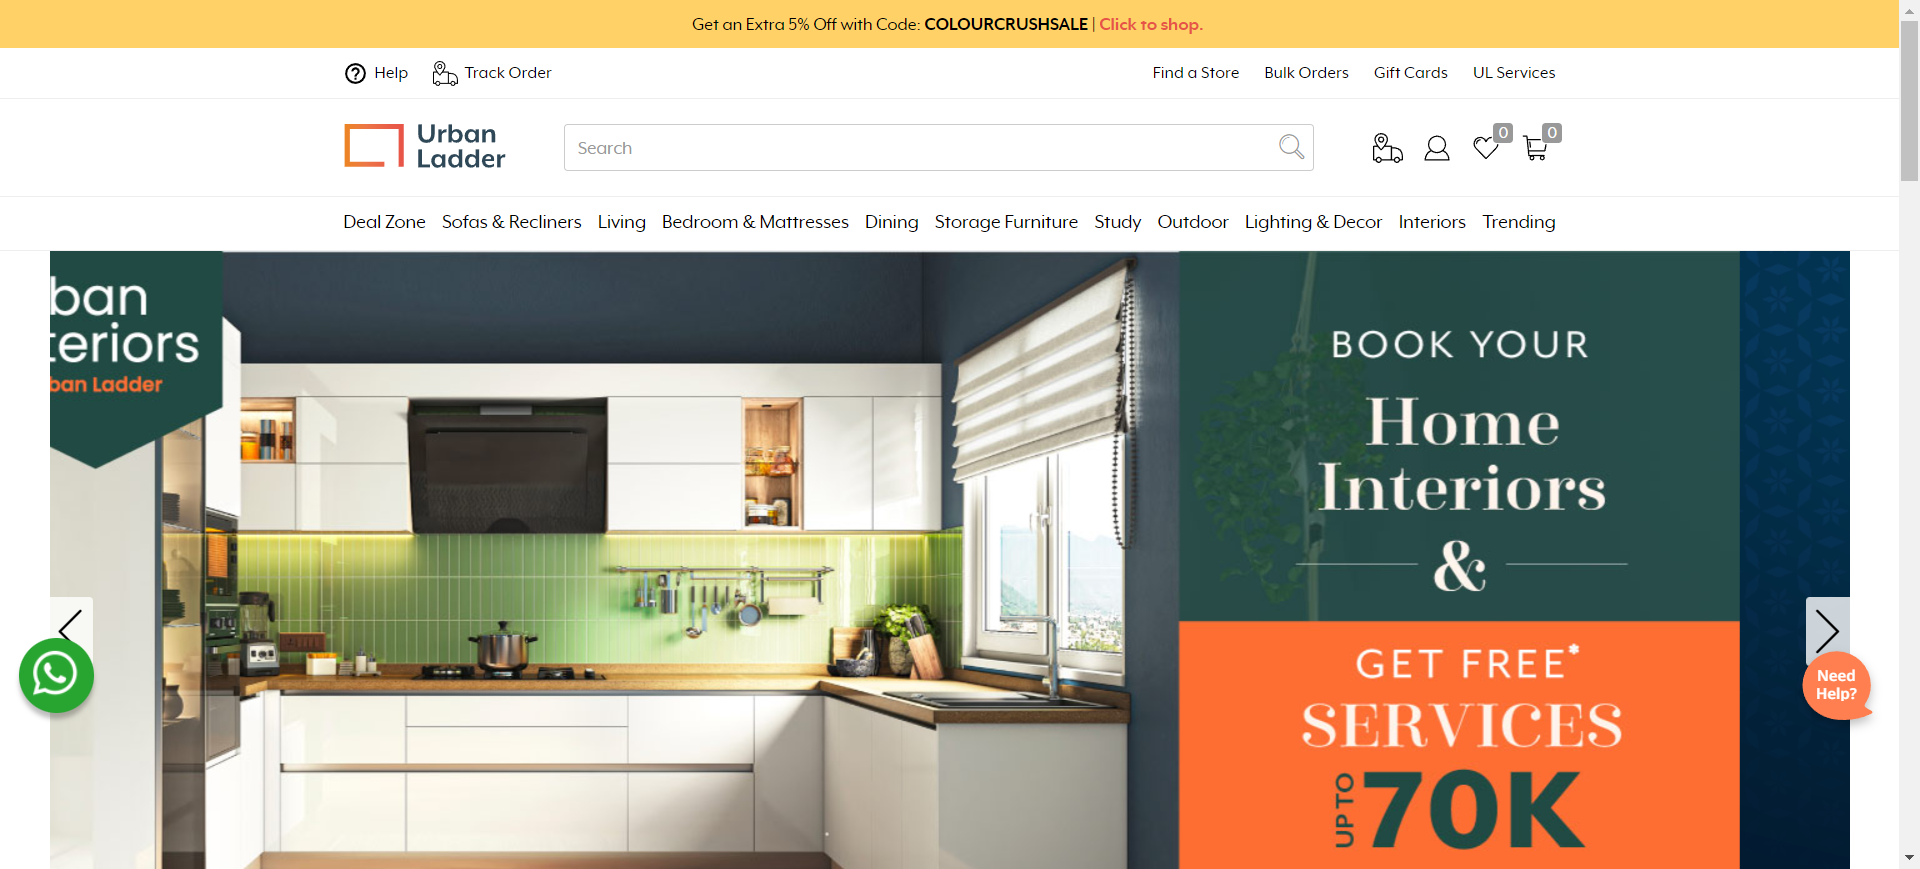 Get an Extra 5% Off with Code: COLOURCRUSHSALE | Click to shop.
Help
Track Order
Find a Store
Bulk Orders
Gift Cards
UL Services
Urban
Ladder
Search
0
0
Deal Zone
Sofas & Recliners
Living
Bedroom & Mattresses
Dining
Storage Furniture
Study
Outdoor
Lighting & Decor
Interiors
Trending
ban
teriors
ban Ladder
BOOK YOUR
Home
Interiors
&
GET FREE*
SERVICES
UPTO
70K
Need
Help?